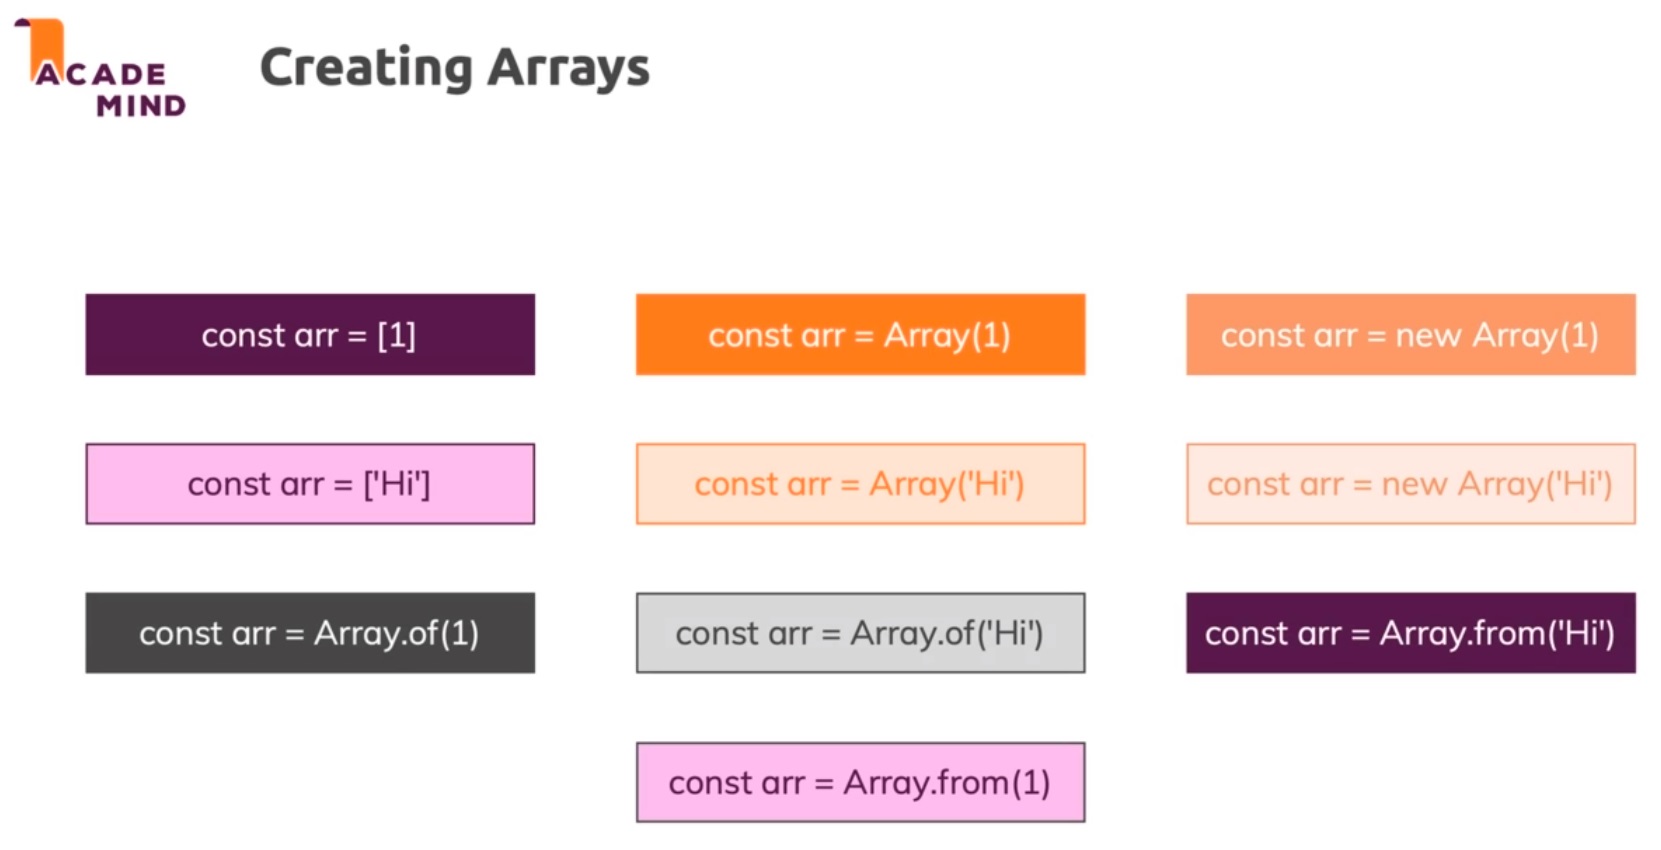 ACADE
MIND
Creating Arrays
const arr = [1]
const arr = Array(1)
const arr = new Array(1)
const arr = ['Hi']
const arr = Array('Hi')
const arr = new Array('Hi')
const arr = Array.of(1)
const arr = Array.of('Hi')
const arr = Array.from('Hi')
const arr = Array.from(1)